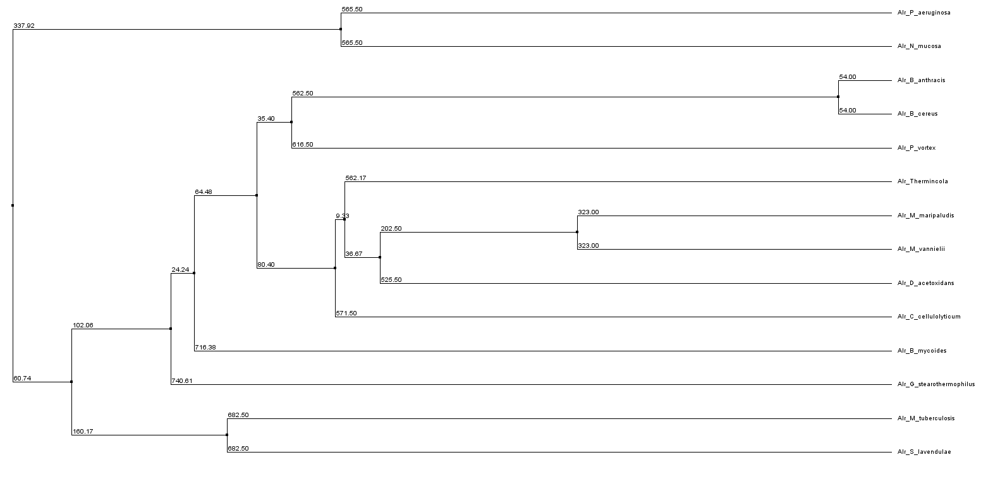 565.50
Alr_P_aeruginosa
337.92
565.50
Alr_N_mucosa
54.00
Alr_B_anthracis
562.50
54.00
Alr_B_cereus
35.40
616.50
Alr_P_vortex
562.17
Alr_Thermincola
64.48
9.33
323.00
Alr_M_maripaludis
202.50
323.00
Alr_M_vannielii
36.67
80.40
525.50
Alr_D_acetoxidans
24.24
571.50
Alr_C_cellulolyticum
102.06
716.38
Alr_B_mycoides
60.74
740.61
Alr_G_stearothermophilus
682.50
Alr_M_tuberculosis
160.17
682.50
Alr_S_lavendulae